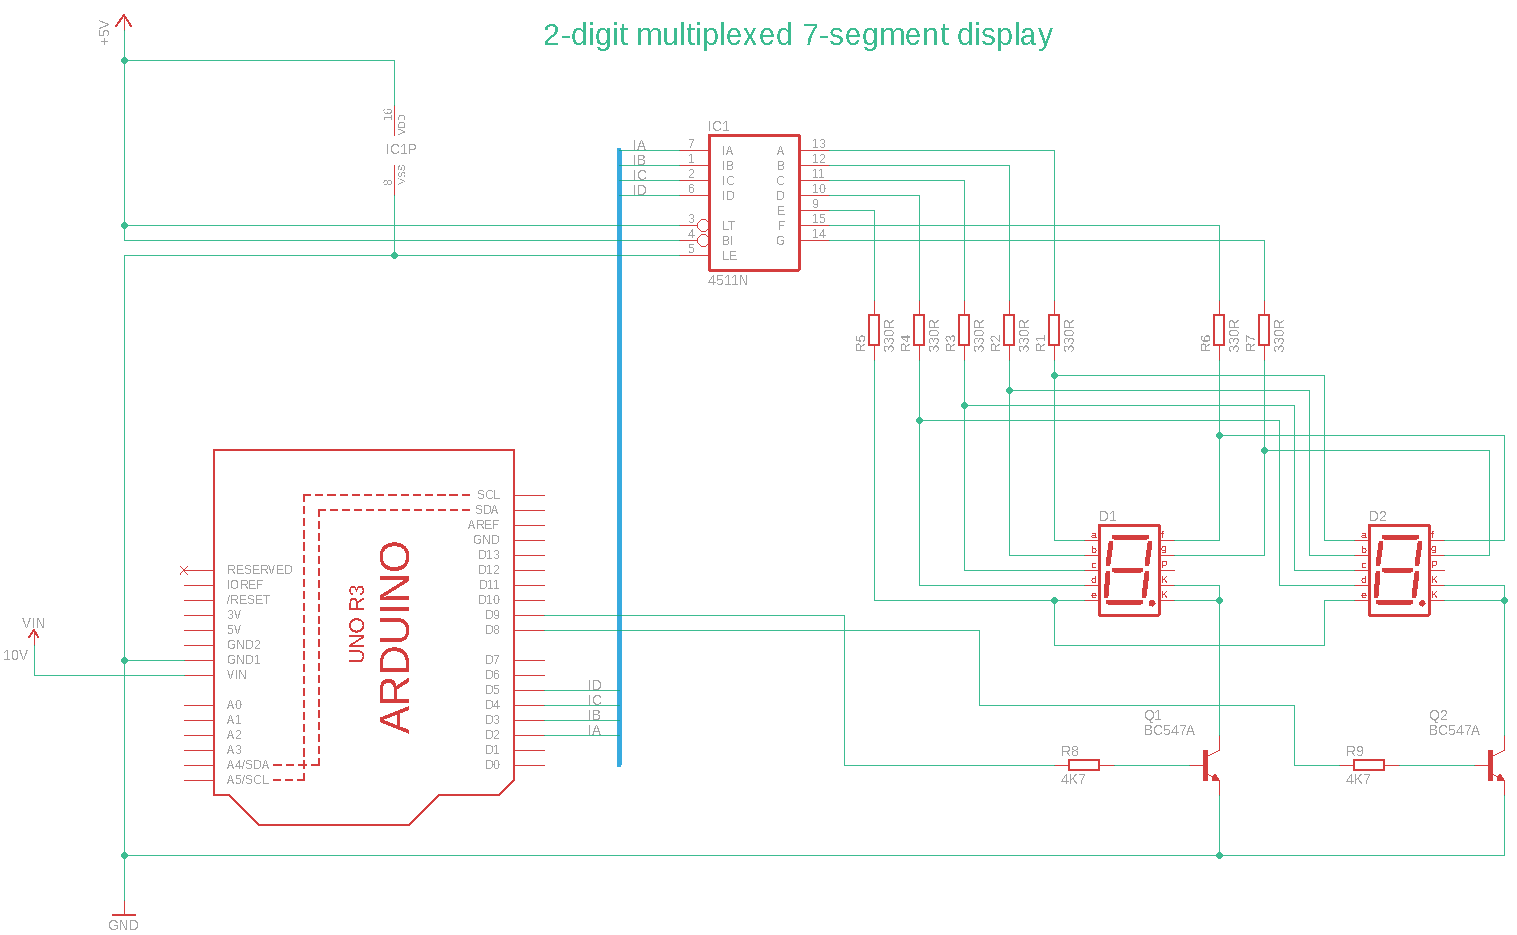 2-digit multiplexed 7-segment display
+5V
16
VDD
IC1P
8
VSS
IC1
IA 7 IA A 13
IB 1 IB B 12
IC 2 IC C 11
ID 6 ID D 10
E 9
3 LT F 15
4 BI G 14
5 LE
4511N
R5 330R
R4 330R
R3 330R
R2 330R
R1 330R
R6 330R
R7 330R
D1
a f
b g
c P
d K
e K
D2
a f
b g
c P
d K
e K
ARDUINO
UNO R3
SCL
SDA
AREF
GND
D13
RESERVED D12
IOREF D11
/RESET D10
3V D9
5V D8
GND2
GND1 D7
VIN D6
D5 ID
A0 D4 IC
A1 D3 IB
A2 D2 IA
A3 D1
A4/SDA D0
A5/SCL
VIN
10V
Q1
BC547A
R8
4K7
Q2
BC547A
R9
4K7
GND